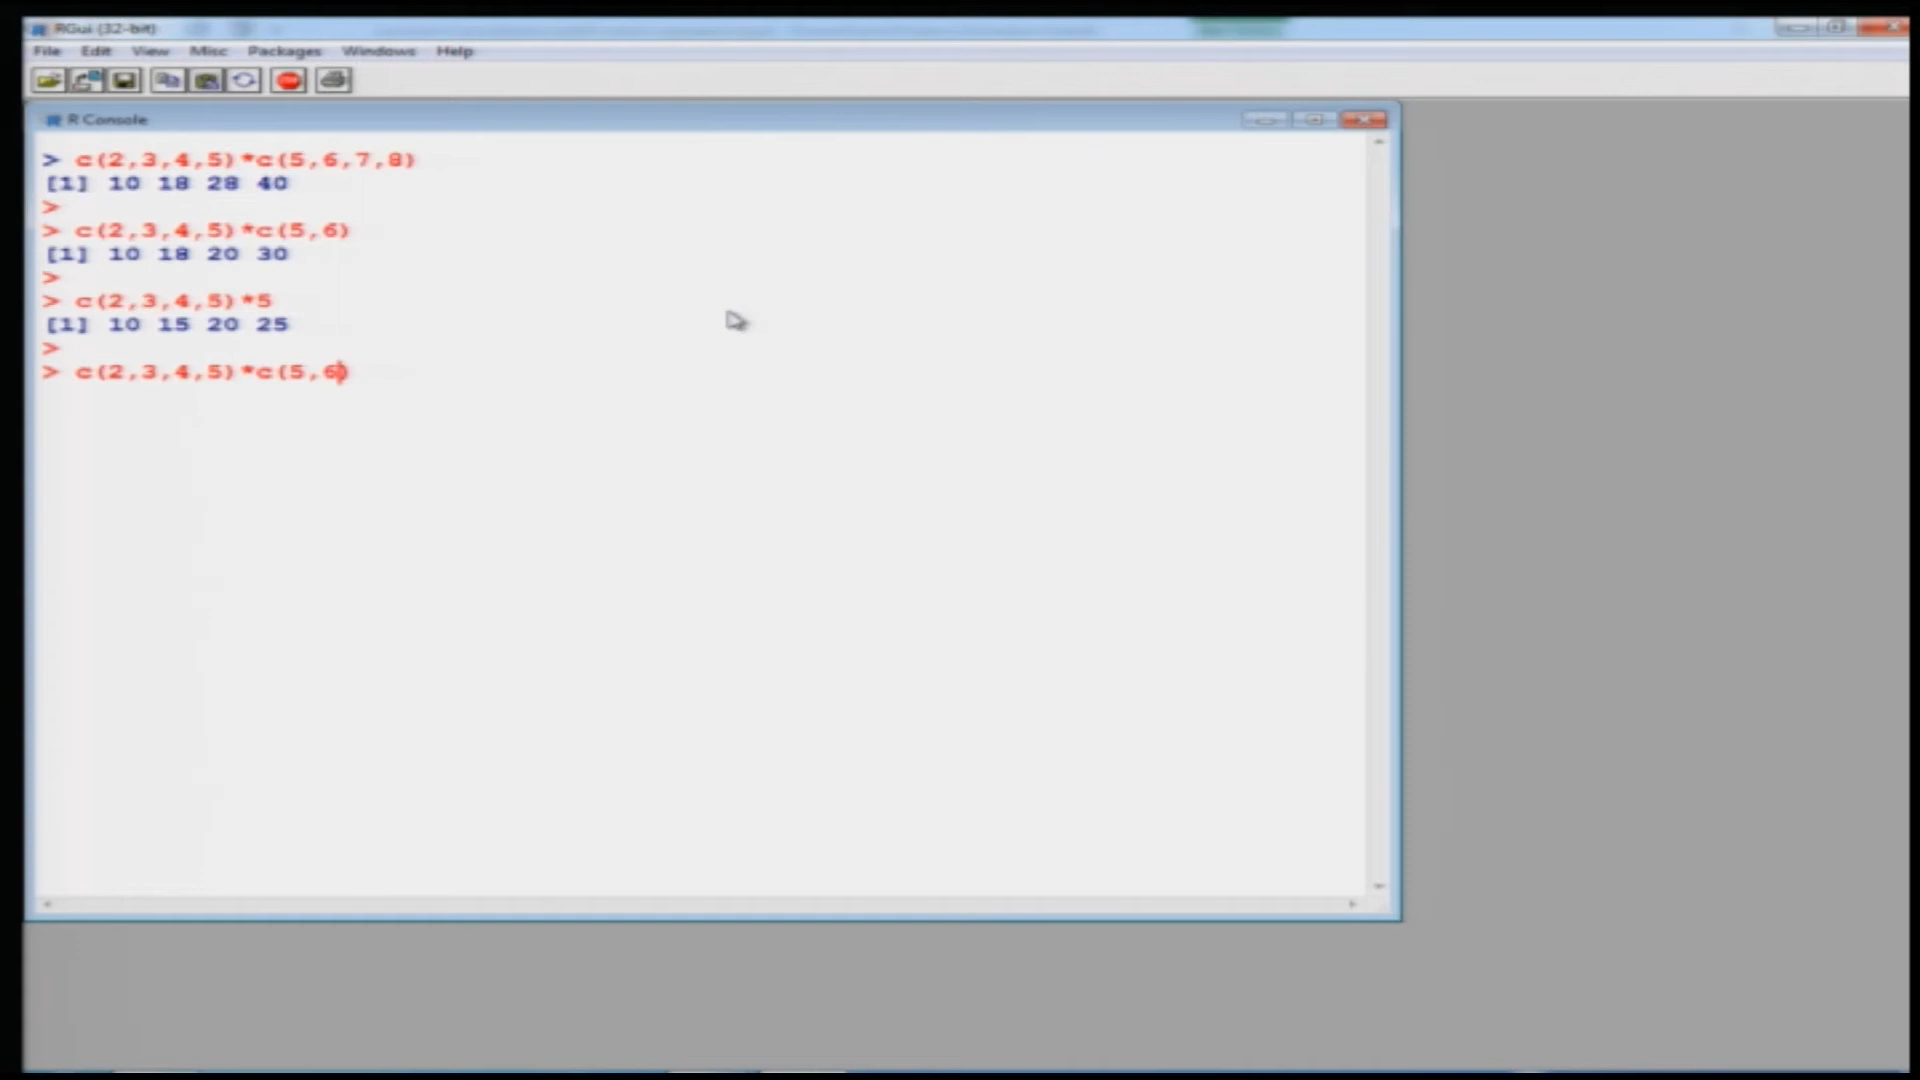 RGui (32-bit)
File Edit View Misc Packages Windows Help
R Console
> c(2,3,4,5)*c(5,6,7,8)
[1] 10 18 28 40
>
> c(2,3,4,5)*c(5,6)
[1] 10 18 20 30
>
> c(2,3,4,5)*5
[1] 10 15 20 25
>
> c(2,3,4,5)*c(5,6)